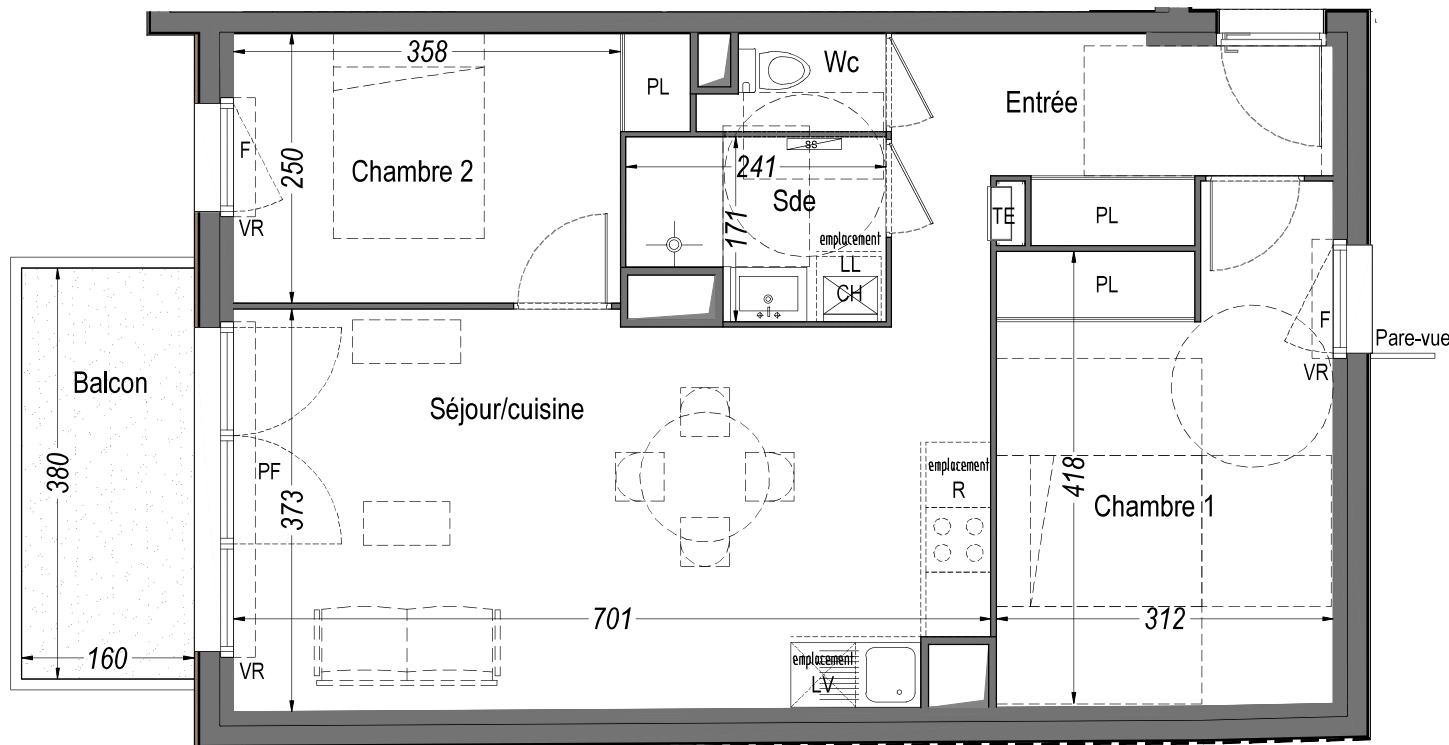 358
PL
Wc
Entrée
F
250
Chambre 2
VR
ss
241
Sde
171
emplacement
LL
CH
TE
PL
PL
F
Pare-vue
VR
Balcon
380
160
Séjour/cuisine
PF
373
VR
701
emplacement
R
emplacement
LV
418
Chambre 1
312